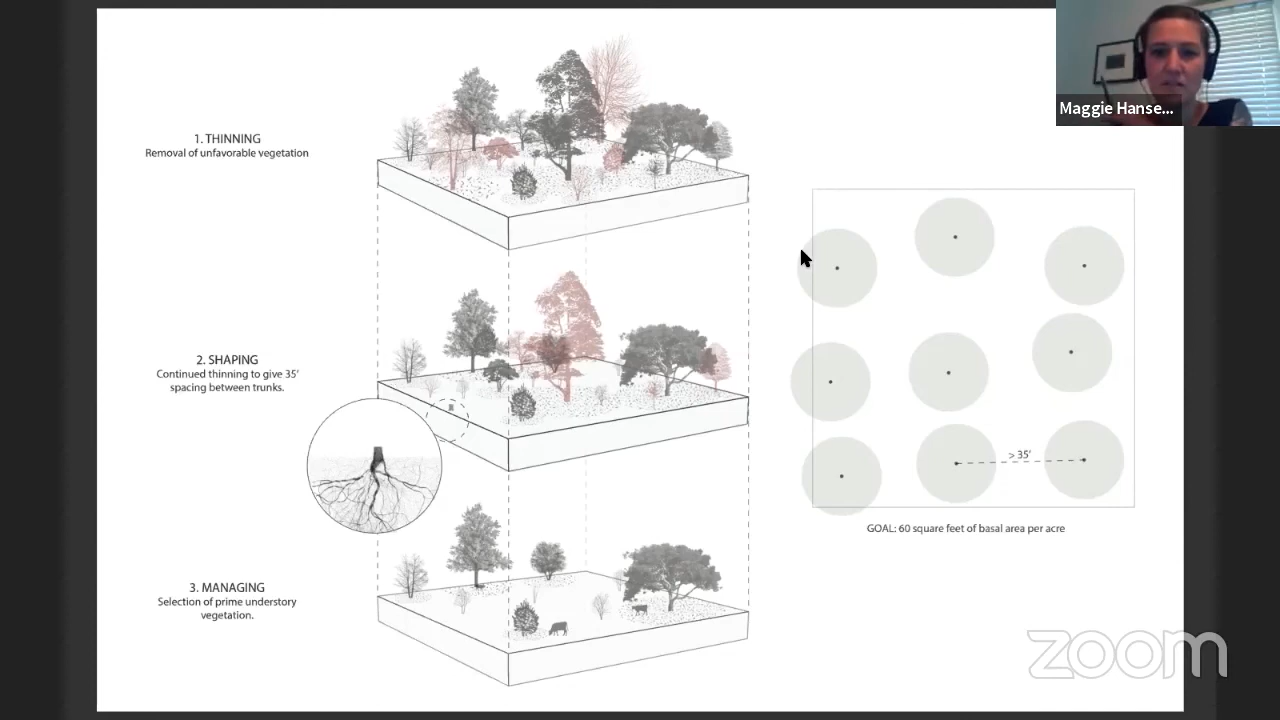 1. THINNING
Removal of unfavorable vegetation
2. SHAPING
Continued thinning to give 35'
spacing between trunks.
3. MANAGING
Selection of prime understory
vegetation.
> 35'
GOAL: 60 square feet of basal area per acre
Maggie Hanse...
zoom